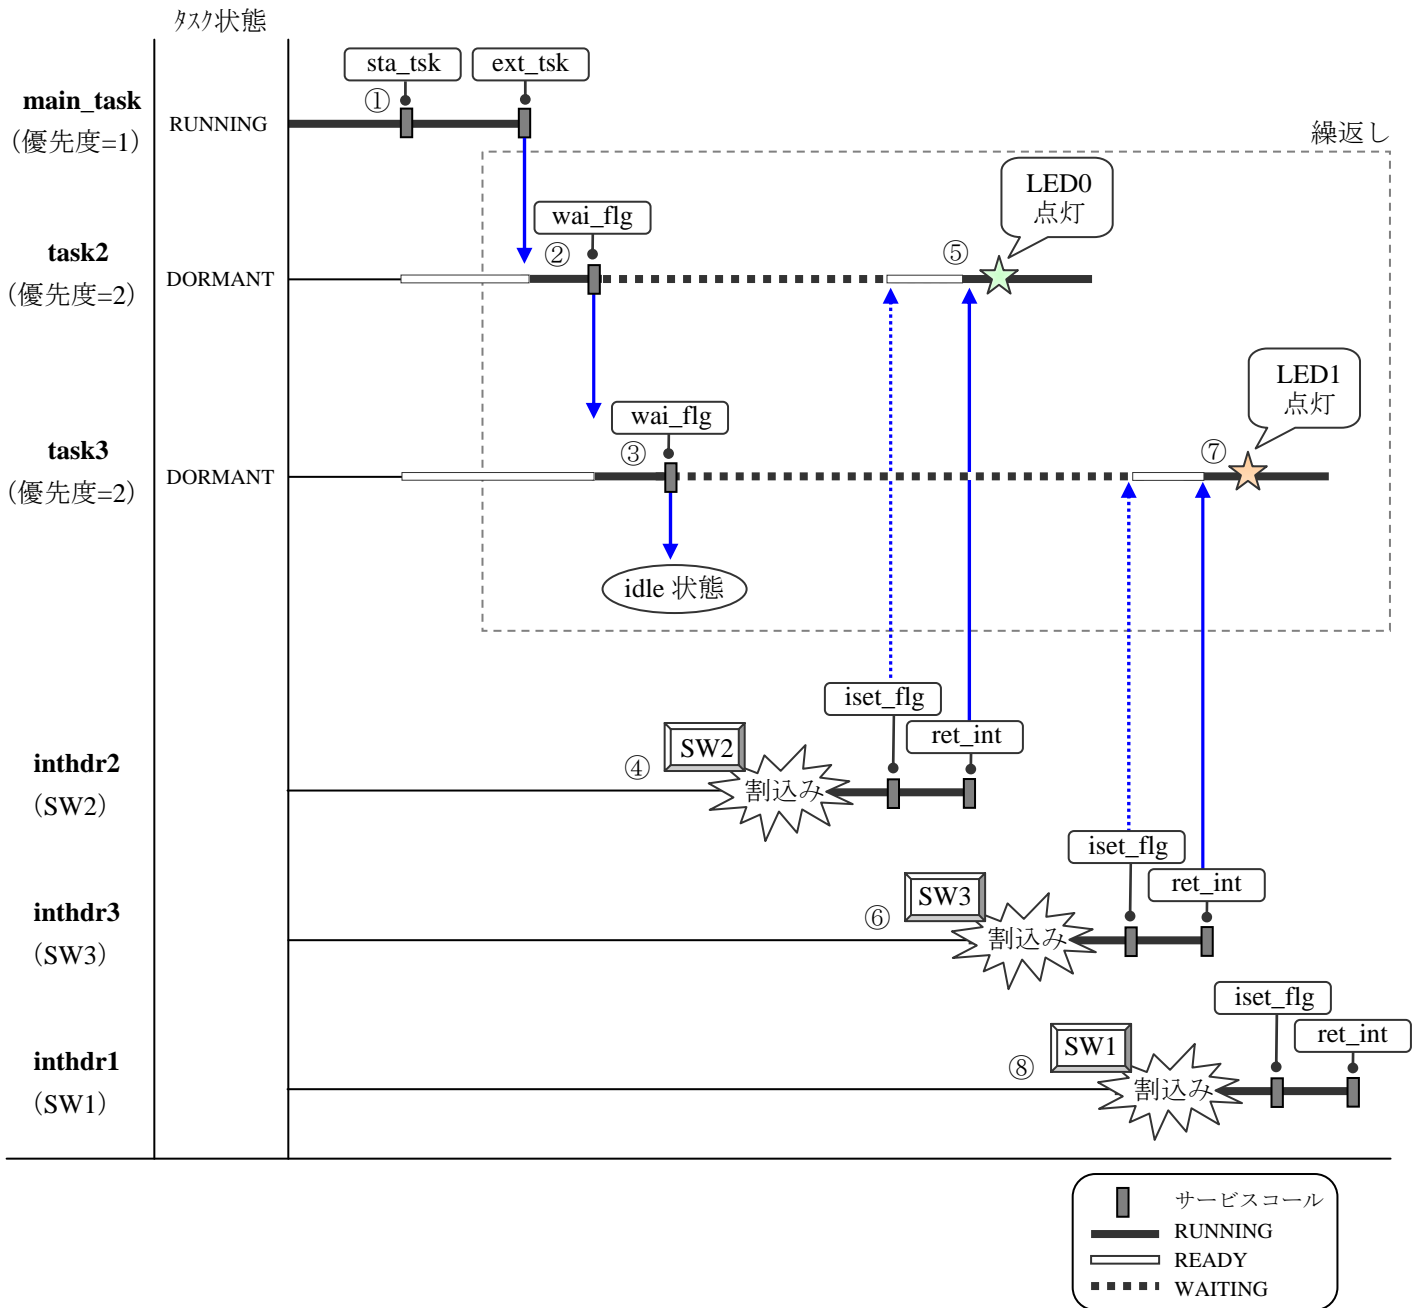 タスク状態
sta_tsk
ext_tsk
main_task
(優先度=1)
RUNNING
①
繰返し
LED0
点灯
wai_flg
task2
(優先度=2)
DORMANT
②
⑤
LED1
点灯
wai_flg
task3
(優先度=2)
DORMANT
③
⑦
idle 状態
iset_flg
ret_int
inthdr2
(SW2)
④
SW2
割込み
iset_flg
ret_int
inthdr3
(SW3)
⑥
SW3
割込み
iset_flg
ret_int
inthdr1
(SW1)
⑧
SW1
割込み
サービスコール
RUNNING
READY
WAITING